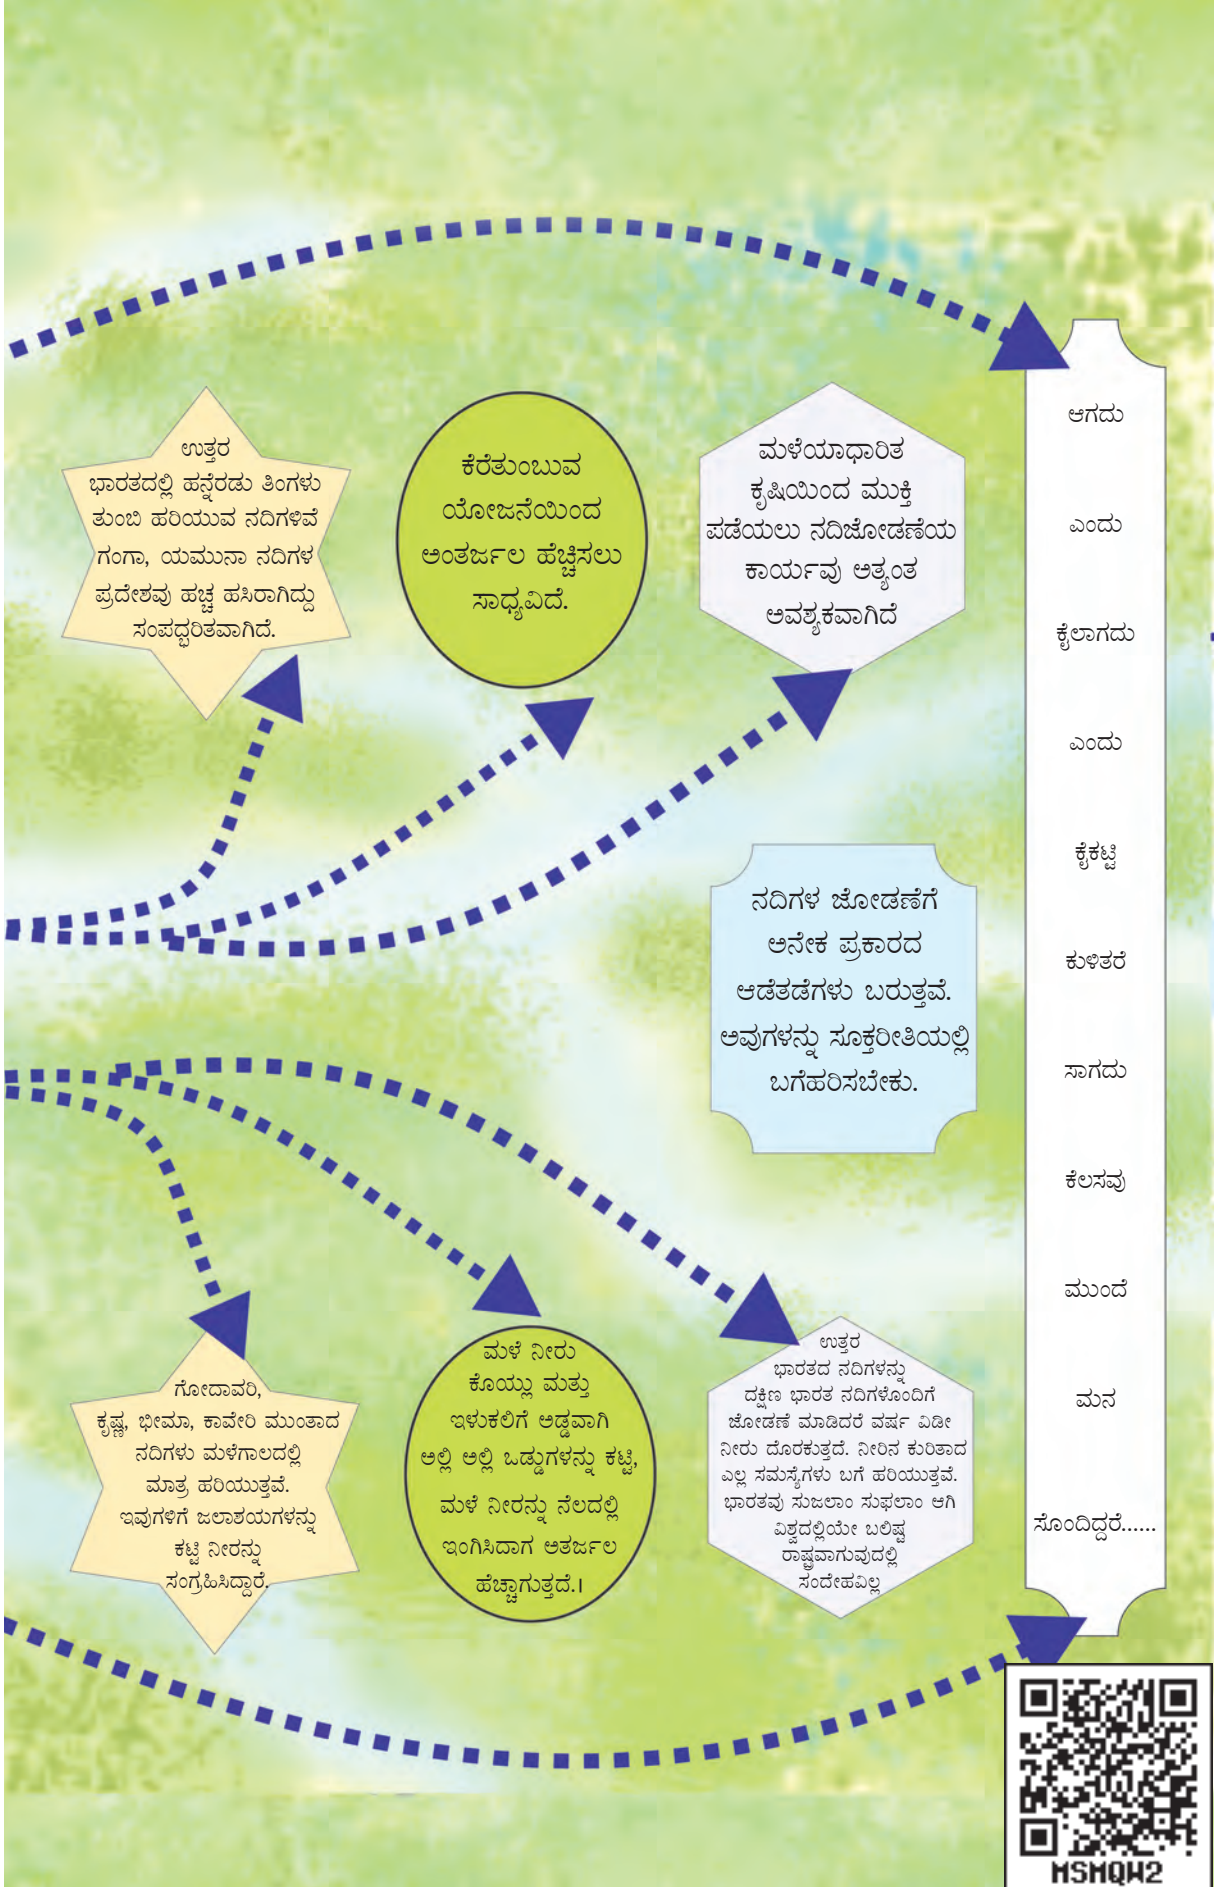 ಉತ್ತರ
ಭಾರತದಲ್ಲಿ ಹನ್ನೆರಡು ತಿಂಗಳು
ತುಂಬಿ ಹರಿಯುವ ನದಿಗಳಿವೆ
ಗಂಗಾ, ಯಮುನಾ ನದಿಗಳ
ಪ್ರದೇಶವು ಹಚ್ಚ ಹಸಿರಾಗಿದ್ದು
ಸಂಪದ್ಭರಿತವಾಗಿದೆ.
ಕೆರೆತುಂಬುವ
ಯೋಜನೆಯಿಂದ
ಅಂತರ್ಜಲ ಹೆಚ್ಚಿಸಲು
ಸಾಧ್ಯವಿದೆ.
ಮಳೆಯಾಧಾರಿತ
ಕೃಷಿಯಿಂದ ಮುಕ್ತಿ
ಪಡೆಯಲು ನದಿಜೋಡಣೆಯ
ಕಾರ್ಯವು ಅತ್ಯಂತ
ಅವಶ್ಯಕವಾಗಿದೆ
ನದಿಗಳ ಜೋಡಣೆಗೆ
ಅನೇಕ ಪ್ರಕಾರದ
ಆಡೆತಡೆಗಳು ಬರುತ್ತವೆ.
ಅವುಗಳನ್ನು ಸೂಕ್ತರೀತಿಯಲ್ಲಿ
ಬಗೆಹರಿಸಬೇಕು.
ಗೋದಾವರಿ,
ಕೃಷ್ಣ, ಭೀಮಾ, ಕಾವೇರಿ ಮುಂತಾದ
ನದಿಗಳು ಮಳೆಗಾಲದಲ್ಲಿ
ಮಾತ್ರ ಹರಿಯುತ್ತವೆ.
ಇವುಗಳಿಗೆ ಜಲಾಶಯಗಳನ್ನು
ಕಟ್ಟಿ ನೀರನ್ನು
ಸಂಗ್ರಹಿಸಿದ್ದಾರೆ.
ಮಳೆ ನೀರು
ಕೊಯ್ಲು ಮತ್ತು
ಇಳುಕಲಿಗೆ ಅಡ್ಡವಾಗಿ
ಅಲ್ಲಿ ಅಲ್ಲಿ ಒಡ್ಡುಗಳನ್ನು ಕಟ್ಟಿ,
ಮಳೆ ನೀರನ್ನು ನೆಲದಲ್ಲಿ
ಇಂಗಿಸಿದಾಗ ಅತರ್ಜಲ
ಹೆಚ್ಚಾಗುತ್ತದೆ.।
ಉತ್ತರ
ಭಾರತದ ನದಿಗಳನ್ನು
ದಕ್ಷಿಣ ಭಾರತ ನದಿಗಳೊಂದಿಗೆ
ಜೋಡಣೆ ಮಾಡಿದರೆ ವರ್ಷ ವಿಡೀ
ನೀರು ದೊರಕುತ್ತದೆ. ನೀರಿನ ಕುರಿತಾದ
ಎಲ್ಲ ಸಮಸ್ಯೆಗಳು ಬಗೆ ಹರಿಯುತ್ತವೆ.
ಭಾರತವು ಸುಜಲಾಂ ಸುಫಲಾಂ ಆಗಿ
ವಿಶ್ವದಲ್ಲಿಯೇ ಬಲಿಷ್ಟ
ರಾಷ್ಟ್ರವಾಗುವುದಲ್ಲಿ
ಸಂದೇಹವಿಲ್ಲ
ಆಗದು
ಎಂದು
ಕೈಲಾಗದು
ಎಂದು
ಕೈಕಟ್ಟಿ
ಕುಳಿತರೆ
ಸಾಗದು
ಕೆಲಸವು
ಮುಂದೆ
ಮನ
ಸೊಂದಿದ್ದರೆ......
MSMQW2